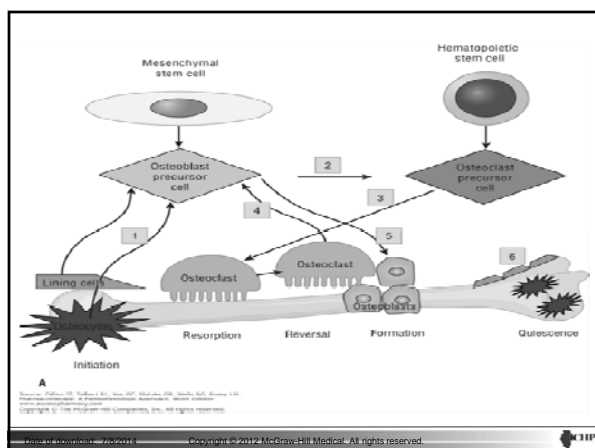 Hematopoietic
stem cell
Mesenchymal
stem cell
Osteoblast
precursor
cell
2
Osteoclast
precursor
cell
3
1
4
5
6
Osteoclast
Osteoclast
Lining cells
Osteocytes
Osteoblasts
Resorption
Reversal
Formation
Quiescence
Initiation
A
Copyright © The McGraw-Hill Companies, Inc. All rights reserved.
Date of download: 7/8/2014
Copyright © 2012 McGraw-Hill Medical. All rights reserved.